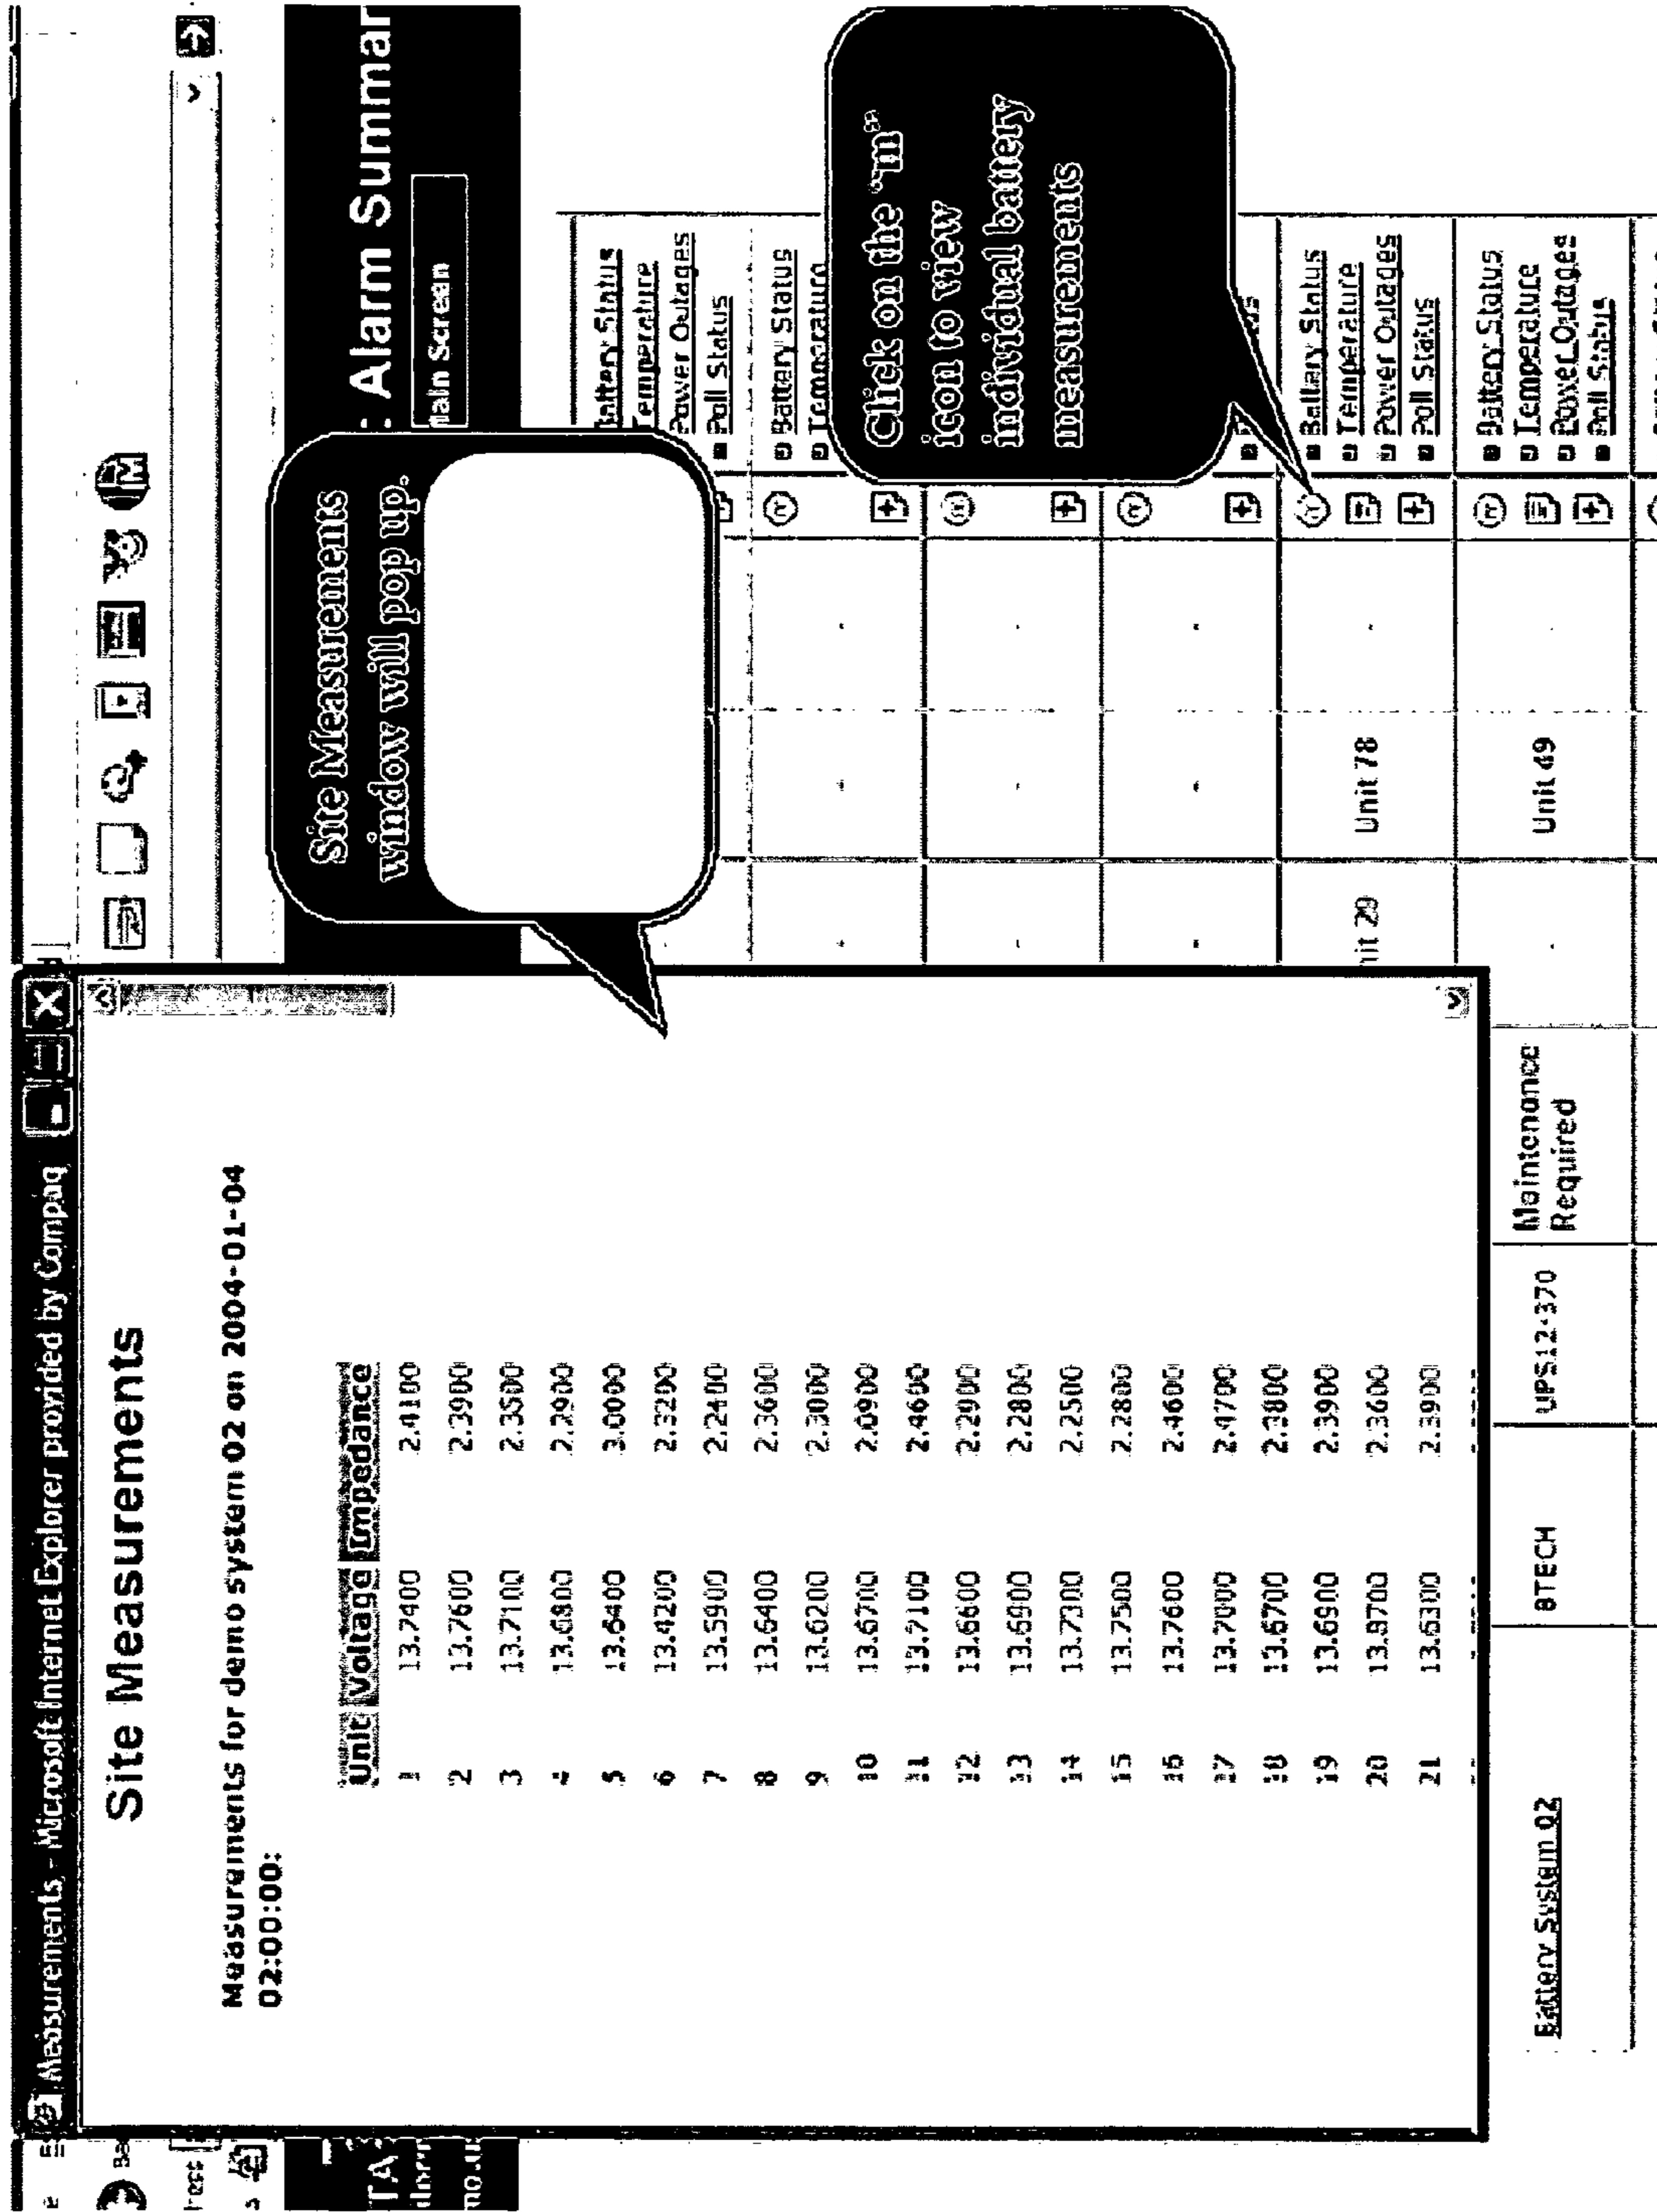 Measurements - Microsoft Internet Explorer provided by Compaq
Site Measurements
Measurements for demo system 02 on 2004-01-04
02:00:00:
Unit Voltage Impedance
1 13.7400 2.4100
2 13.7600 2.3900
3 13.7100 2.3500
4 13.6800 2.2900
5 13.6400 3.0000
6 13.4200 2.3200
7 13.5900 2.2400
8 13.6400 2.3600
9 13.6200 2.3000
10 13.6700 2.0900
11 13.7100 2.4600
12 13.6600 2.2900
13 13.6900 2.2800
14 13.7300 2.2500
15 13.7500 2.2800
16 13.7600 2.4600
17 13.7000 2.4700
18 13.6700 2.3800
19 13.6900 2.3900
20 13.8700 2.3600
21 13.6300 2.3900
: Alarm Summar
Main Screen
Site Measurements
window will pop up.
Battery Status
Temperature
Power Outages
Poll Status
Battery Status
Temperature
Click on the "m"
icon to view
individual battery
measurements
Unit 78
Battery Status
Temperature
Power Outages
Poll Status
Battery System 02 BTECH UPS12-370 Maintenance
Required
Unit 49
Battery Status
Temperature
Power Outages
Poll Status